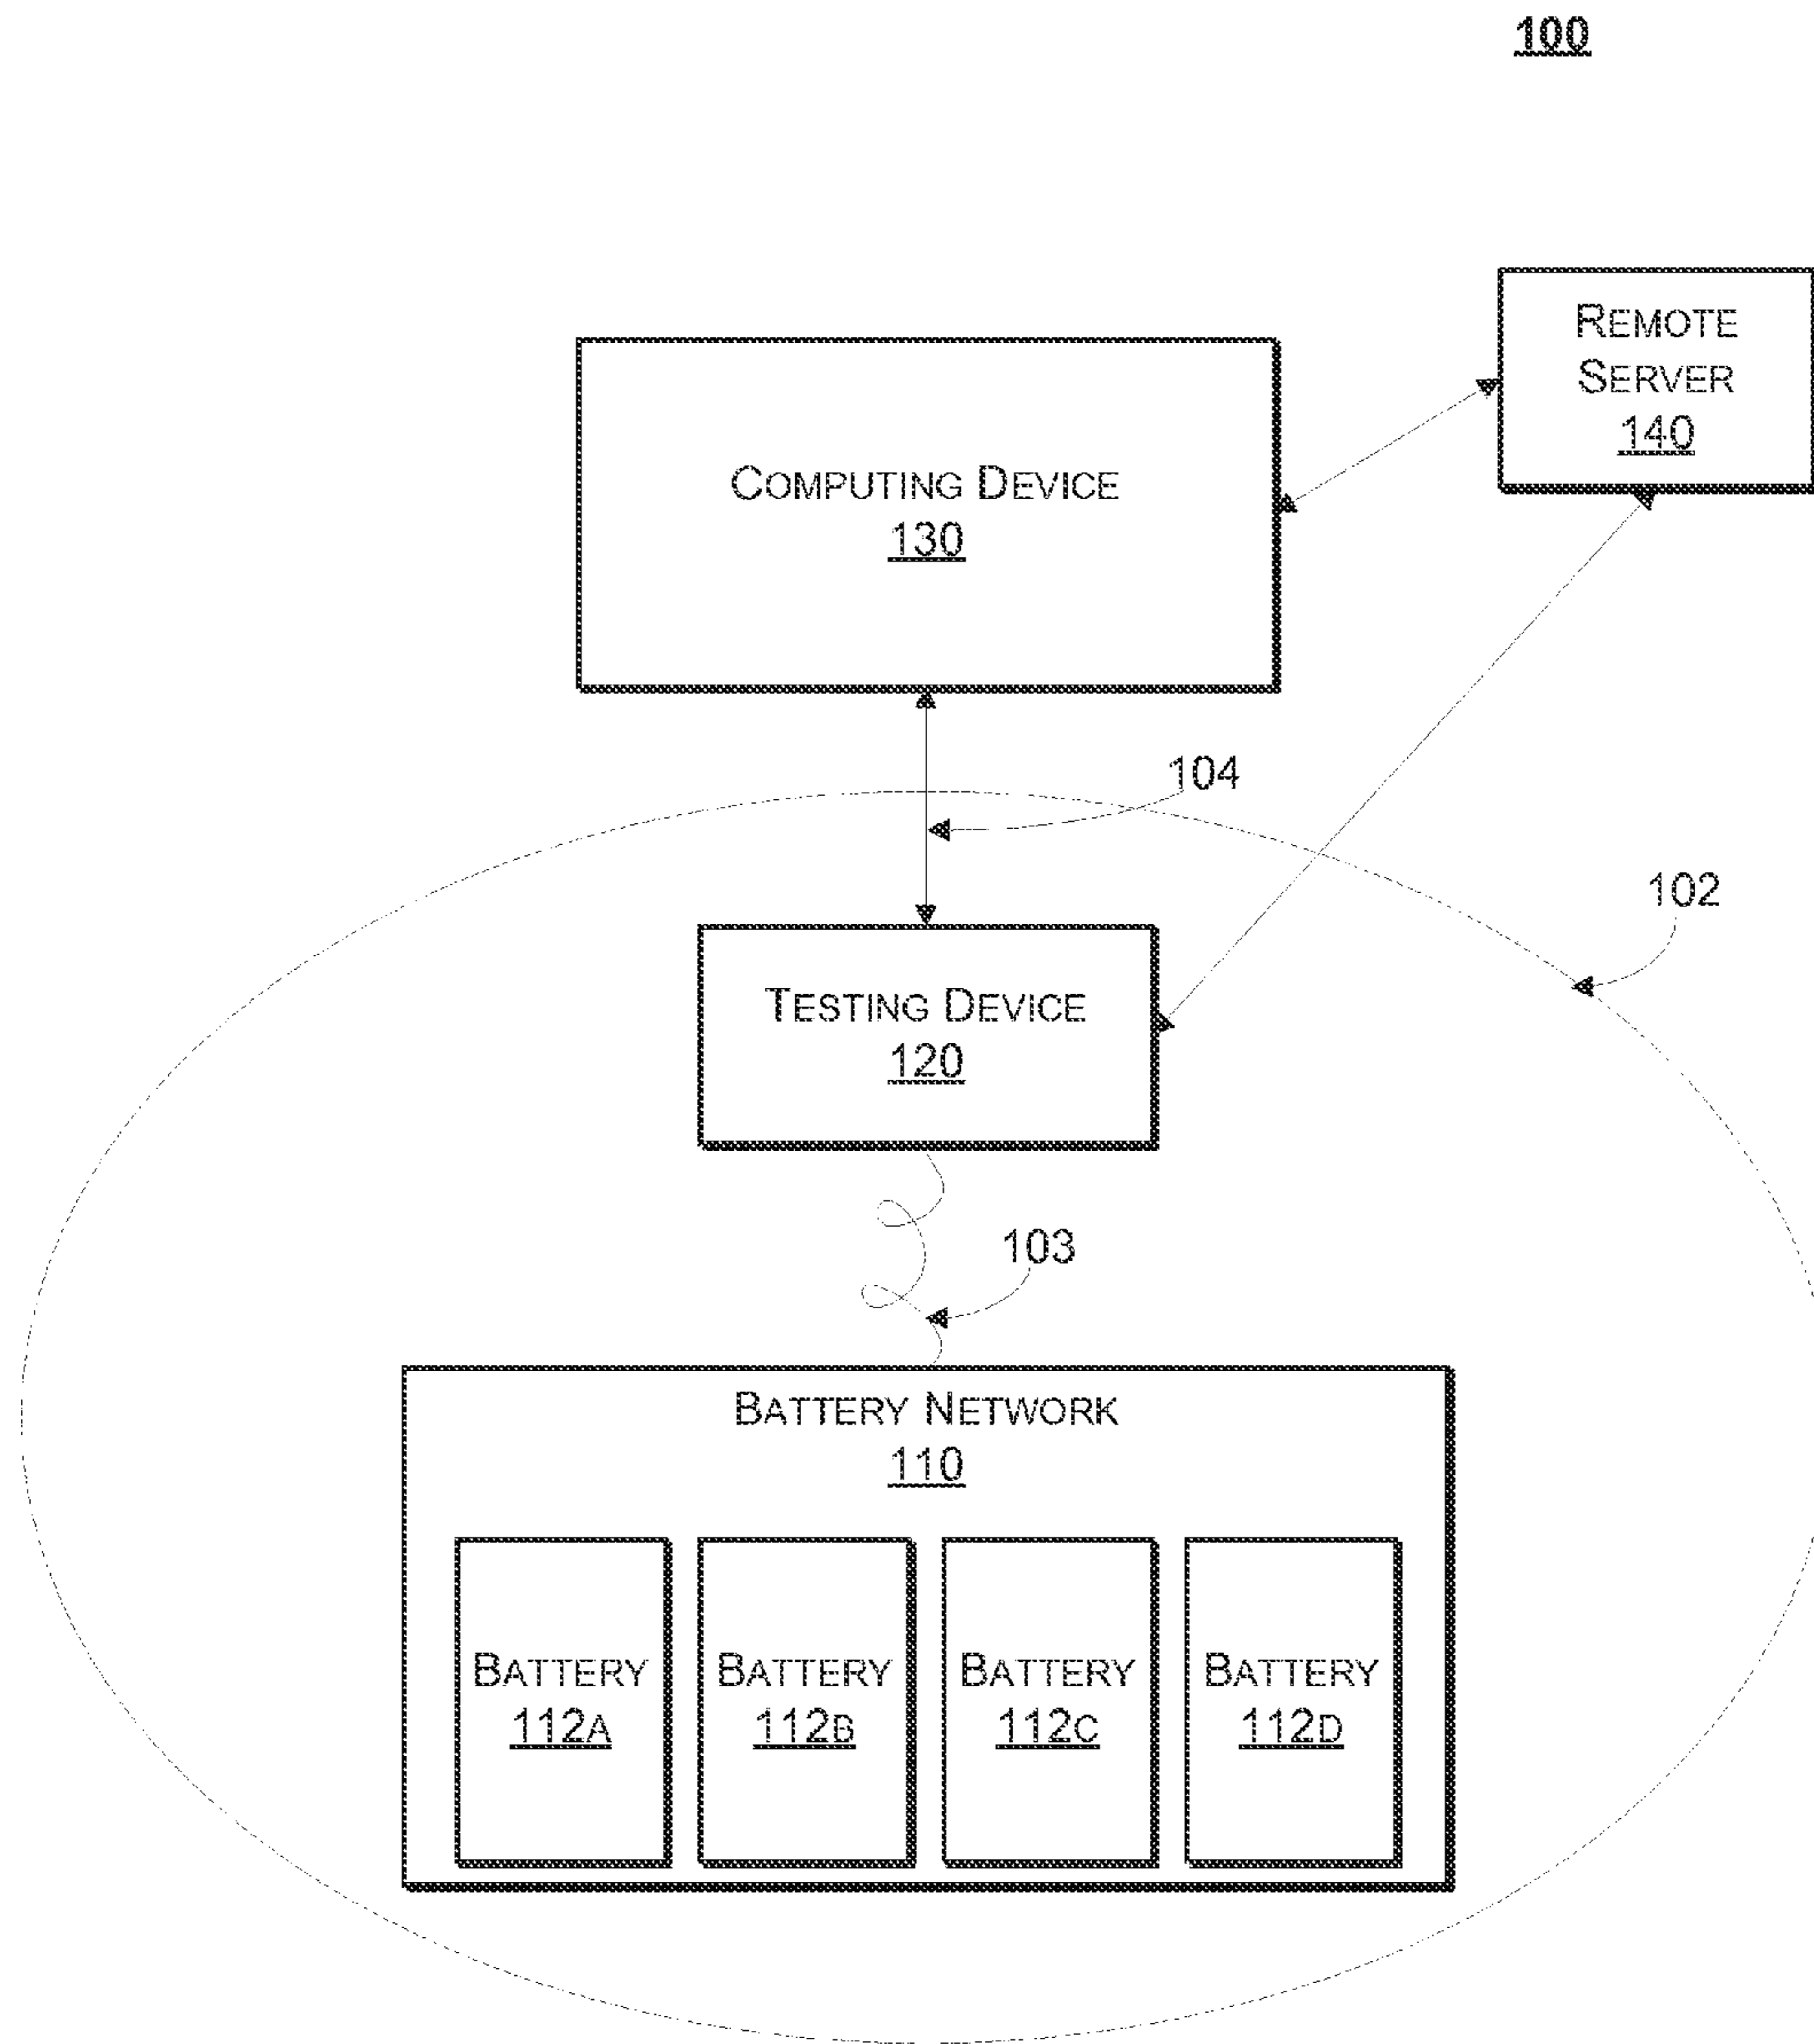 100
REMOTE
SERVER
140
COMPUTING DEVICE
130
104
102
TESTING DEVICE
120
103
BATTERY NETWORK
110
BATTERY
112A
BATTERY
112B
BATTERY
112C
BATTERY
112D